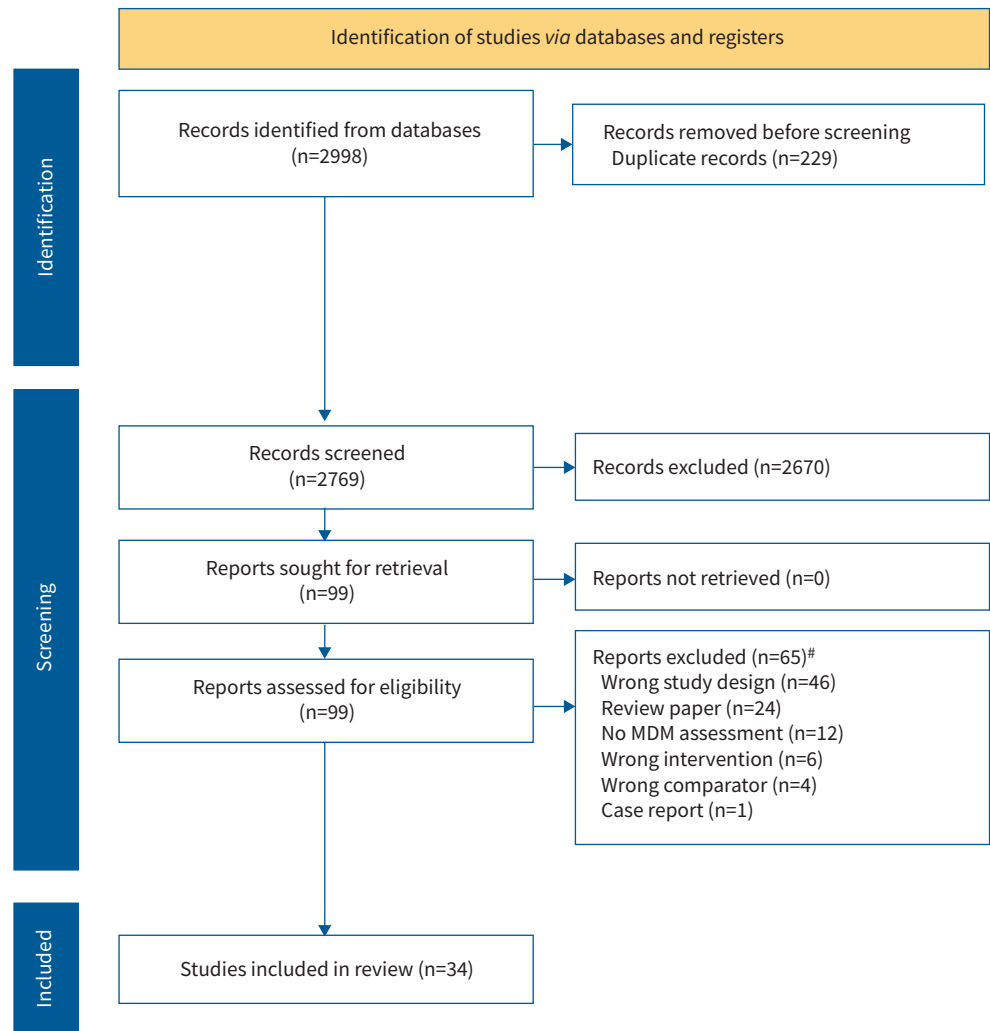 Identification of studies via databases and registers
Identification
Records identified from databases
(n=2998)
Records removed before screening
Duplicate records (n=229)
Screening
Records screened
(n=2769)
Records excluded (n=2670)
Reports sought for retrieval
(n=99)
Reports not retrieved (n=0)
Reports assessed for eligibility
(n=99)
Reports excluded (n=65)#
Wrong study design (n=46)
Review paper (n=24)
No MDM assessment (n=12)
Wrong intervention (n=6)
Wrong comparator (n=4)
Case report (n=1)
Included
Studies included in review (n=34)